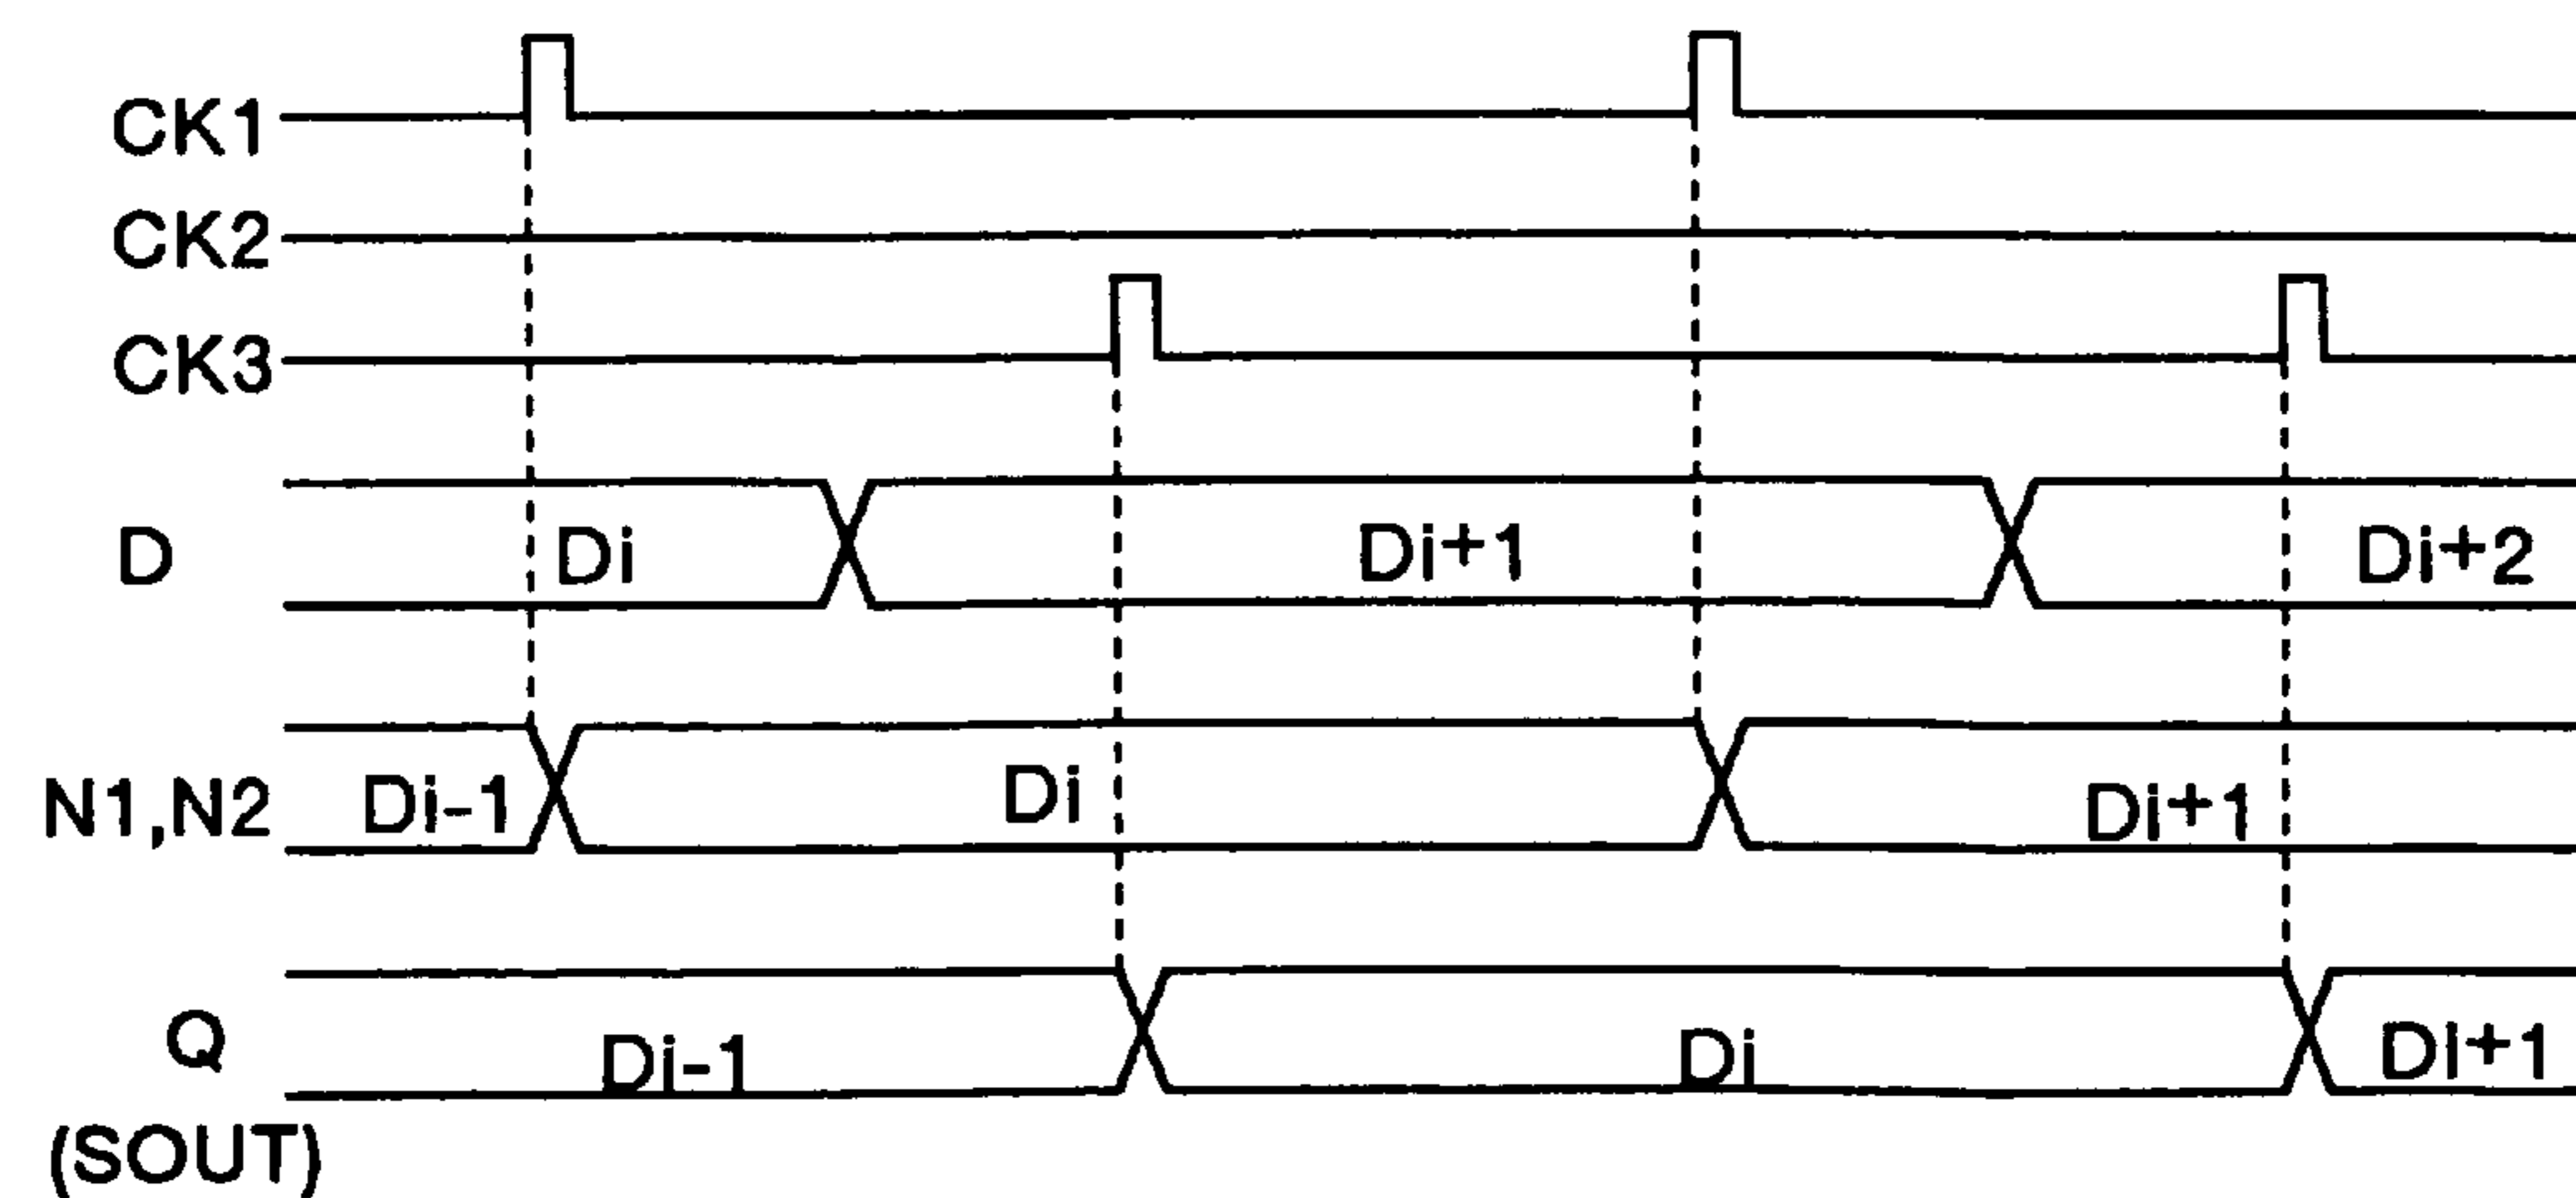 CK1
CK2
CK3
D Di Di+1 Di+2
N1,N2 Di-1 Di Di+1
Q Di-1 Di Di+1
(SOUT)